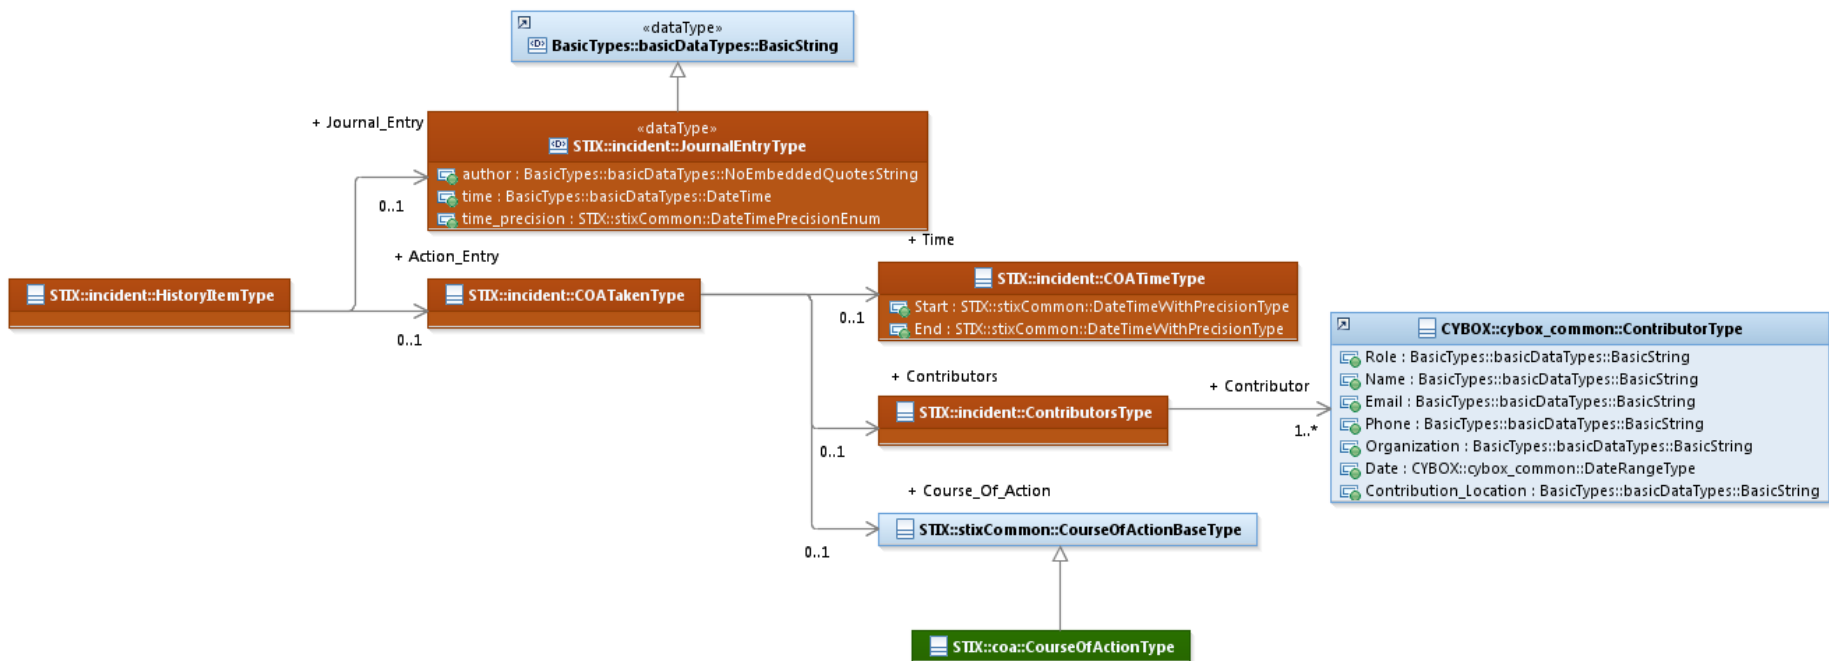 «dataType»
BasicTypes::basicDataTypes::BasicString
+ Journal_Entry
«dataType»
STIX::incident::JournalEntryType
author : BasicTypes::basicDataTypes::NoEmbeddedQuotesString
time : BasicTypes::basicDataTypes::DateTime
time_precision : STIX::stixCommon::DateTimePrecisionEnum
0..1
+ Action_Entry
STIX::incident::HistoryItemType
STIX::incident::COATakenType
0..1
+ Time
STIX::incident::COATimeType
Start : STIX::stixCommon::DateTimeWithPrecisionType
End : STIX::stixCommon::DateTimeWithPrecisionType
0..1
+ Contributors
STIX::incident::ContributorsType
0..1
+ Contributor
1..*
CYBOX::cybox_common::ContributorType
Role : BasicTypes::basicDataTypes::BasicString
Name : BasicTypes::basicDataTypes::BasicString
Email : BasicTypes::basicDataTypes::BasicString
Phone : BasicTypes::basicDataTypes::BasicString
Organization : BasicTypes::basicDataTypes::BasicString
Date : CYBOX::cybox_common::DateRangeType
Contribution_Location : BasicTypes::basicDataTypes::BasicString
+ Course_Of_Action
STIX::stixCommon::CourseOfActionBaseType
0..1
STIX::coa::CourseOfActionType